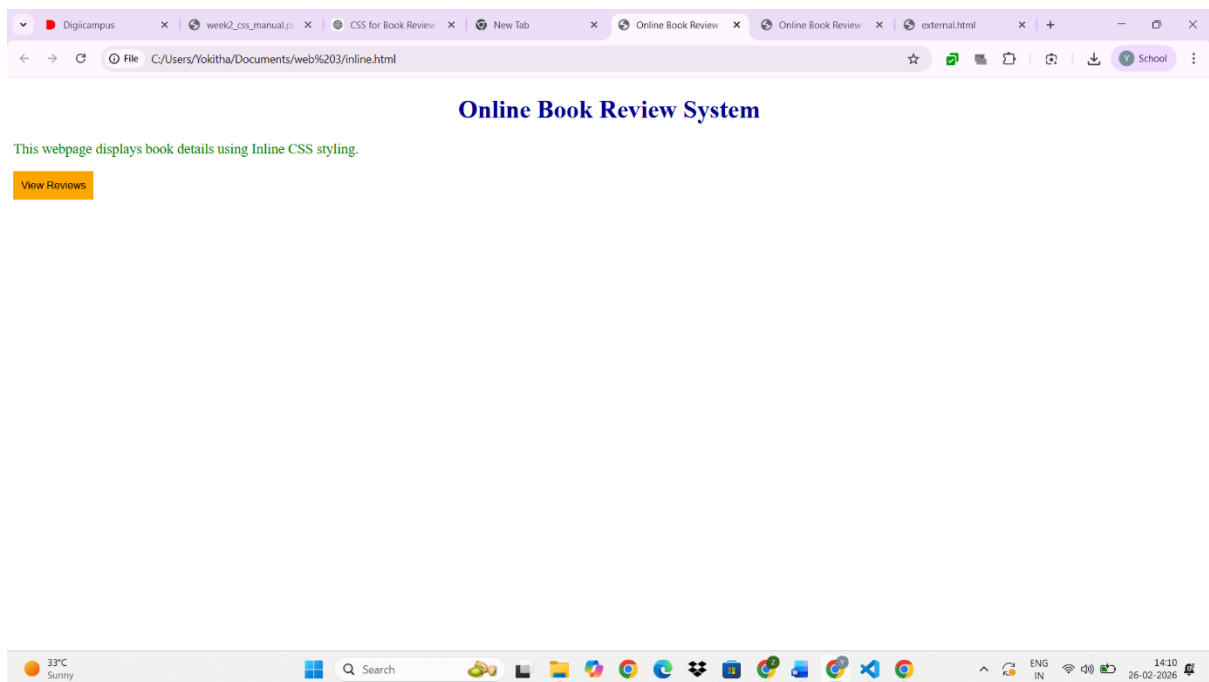 Digiicampus
week2_css_manual.p
CSS for Book Review
New Tab
Online Book Review
Online Book Review
external.html
File C:/Users/Yokitha/Documents/web%203/inline.html
Y School
Online Book Review System
This webpage displays book details using Inline CSS styling.
View Reviews
33°C
Sunny
Search
ENG
IN
14:10
26-02-2026